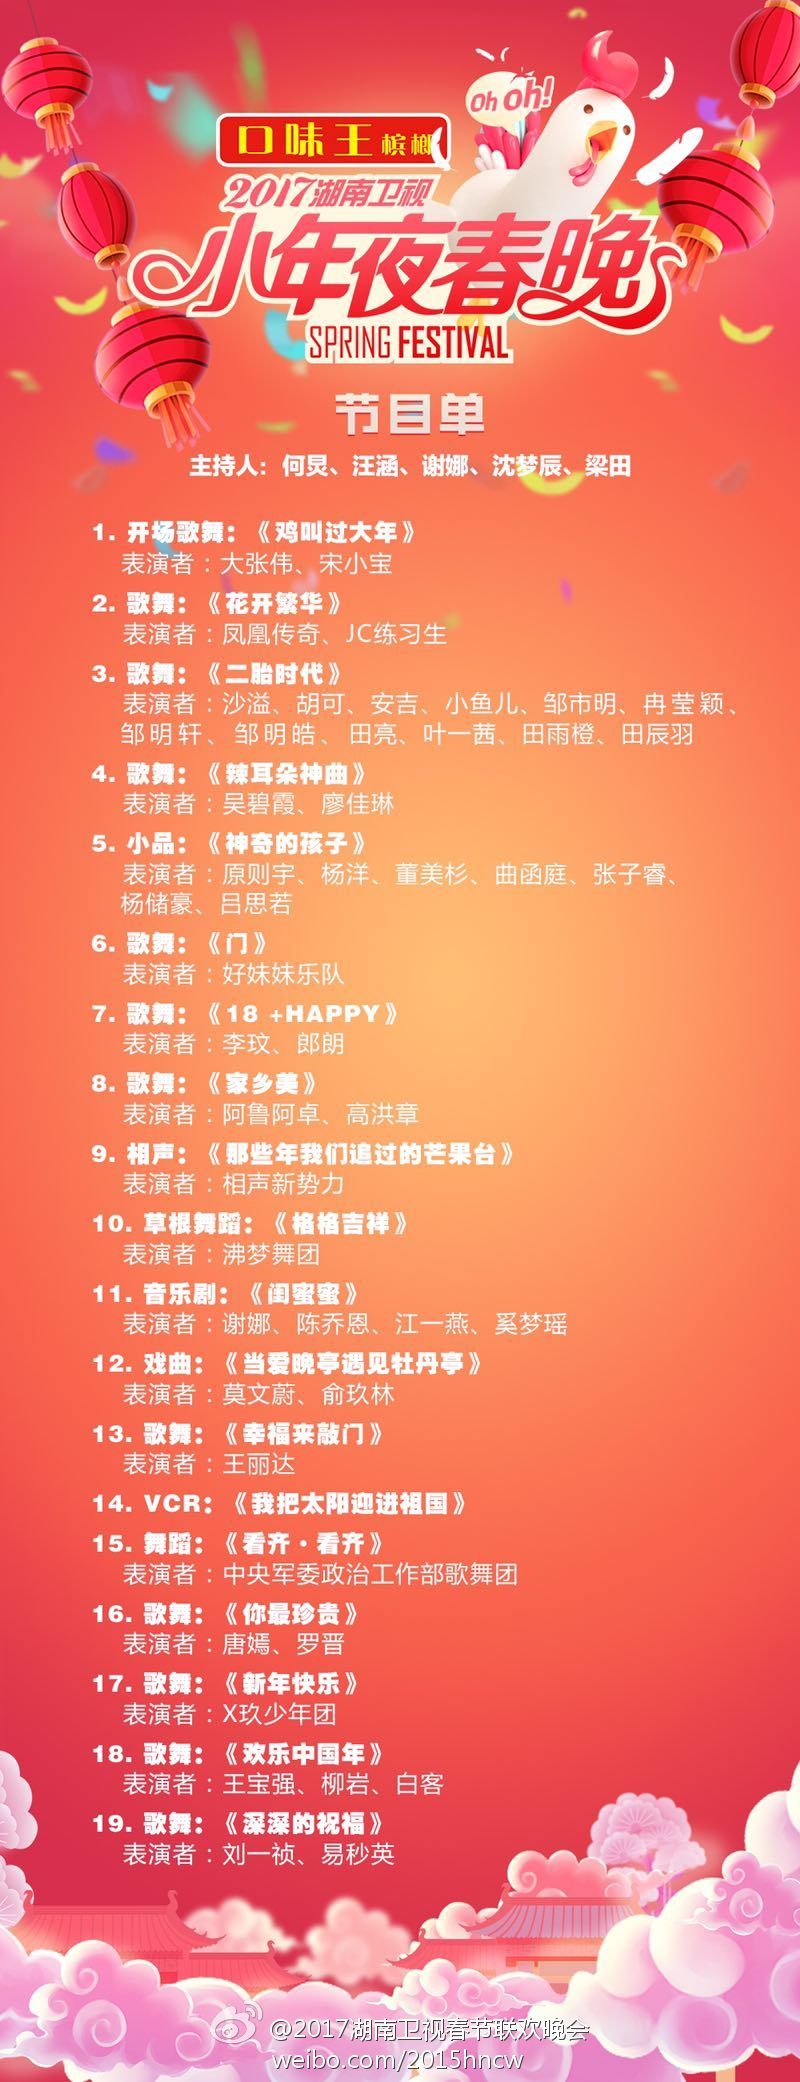 Oh Oh!
口味王 槟榔
2017湖南卫视
小年夜春晚
SPRING FESTIVAL
节目单
主持人：何炅、汪涵、谢娜、沈梦辰、梁田
1. 开场歌舞：《鸡叫过大年》
表演者：大张伟、宋小宝
2. 歌舞：《花开繁华》
表演者：凤凰传奇、JC练习生
3. 歌舞：《二胎时代》
表演者：沙溢、胡可、安吉、小鱼儿、邹市明、冉莹颖、
邹明轩、邹明皓、田亮、叶一茜、田雨橙、田辰羽
4. 歌舞：《辣耳朵神曲》
表演者：吴碧霞、廖佳琳
5. 小品：《神奇的孩子》
表演者：原则宇、杨洋、董美杉、曲函庭、张子睿、
杨储豪、吕思若
6. 歌舞：《门》
表演者：好妹妹乐队
7. 歌舞：《18 +HAPPY》
表演者：李玟、郎朗
8. 歌舞：《家乡美》
表演者：阿鲁阿卓、高洪章
9. 相声：《那些年我们追过的芒果台》
表演者：相声新势力
10. 草根舞蹈：《格格吉祥》
表演者：沸梦舞团
11. 音乐剧：《闺蜜蜜》
表演者：谢娜、陈乔恩、江一燕、奚梦瑶
12. 戏曲：《当爱晚亭遇见牡丹亭》
表演者：莫文蔚、俞玖林
13. 歌舞：《幸福来敲门》
表演者：王丽达
14. VCR：《我把太阳迎进祖国》
15. 舞蹈：《看齐·看齐》
表演者：中央军委政治工作部歌舞团
16. 歌舞：《你最珍贵》
表演者：唐嫣、罗晋
17. 歌舞：《新年快乐》
表演者：X玖少年团
18. 歌舞：《欢乐中国年》
表演者：王宝强、柳岩、白客
19. 歌舞：《深深的祝福》
表演者：刘一祯、易秒英
@2017湖南卫视春节联欢晚会
weibo.com/2015hncw